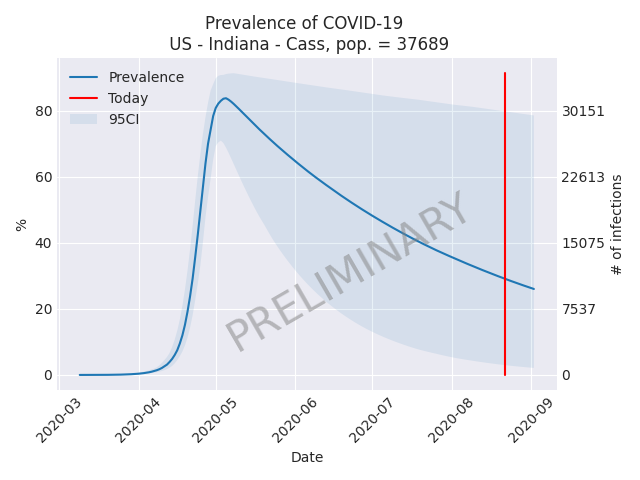 Prevalence of COVID-19
US - Indiana - Cass, pop. = 37689
Prevalence
Today
95CI
80
60
40
20
0
%
30151
22613
15075
7537
0
# of infections
PRELIMINARY
2020-03
2020-04
2020-05
2020-06
2020-07
2020-08
2020-09
Date